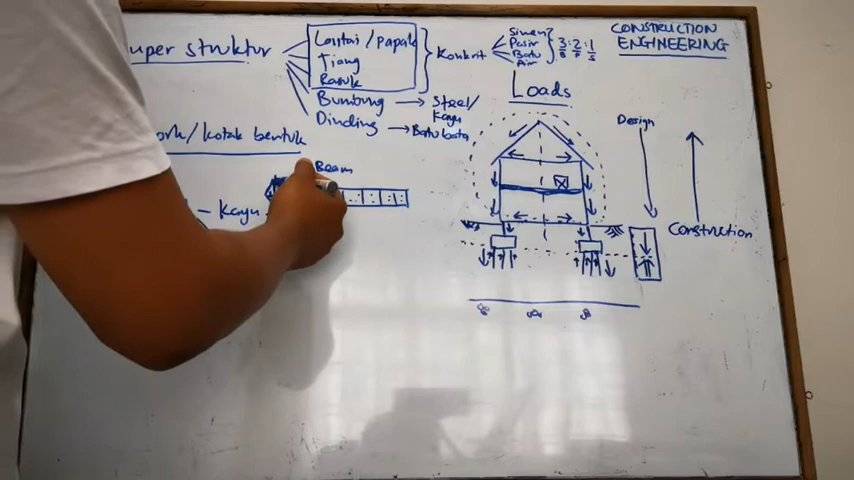 CONSTRUCTION
ENGINEERING
uper struktur
Lantai / papak
Tiang
Rasuk
Konkrit
Simen
Pasir
Batu
Air
3 : 2 : 1
B P S
Bumbung → Steel/
Kayu
Dinding → Batu bata
Loads
Design
Construction
ork/kotak bentuk
Beam
- Kayu